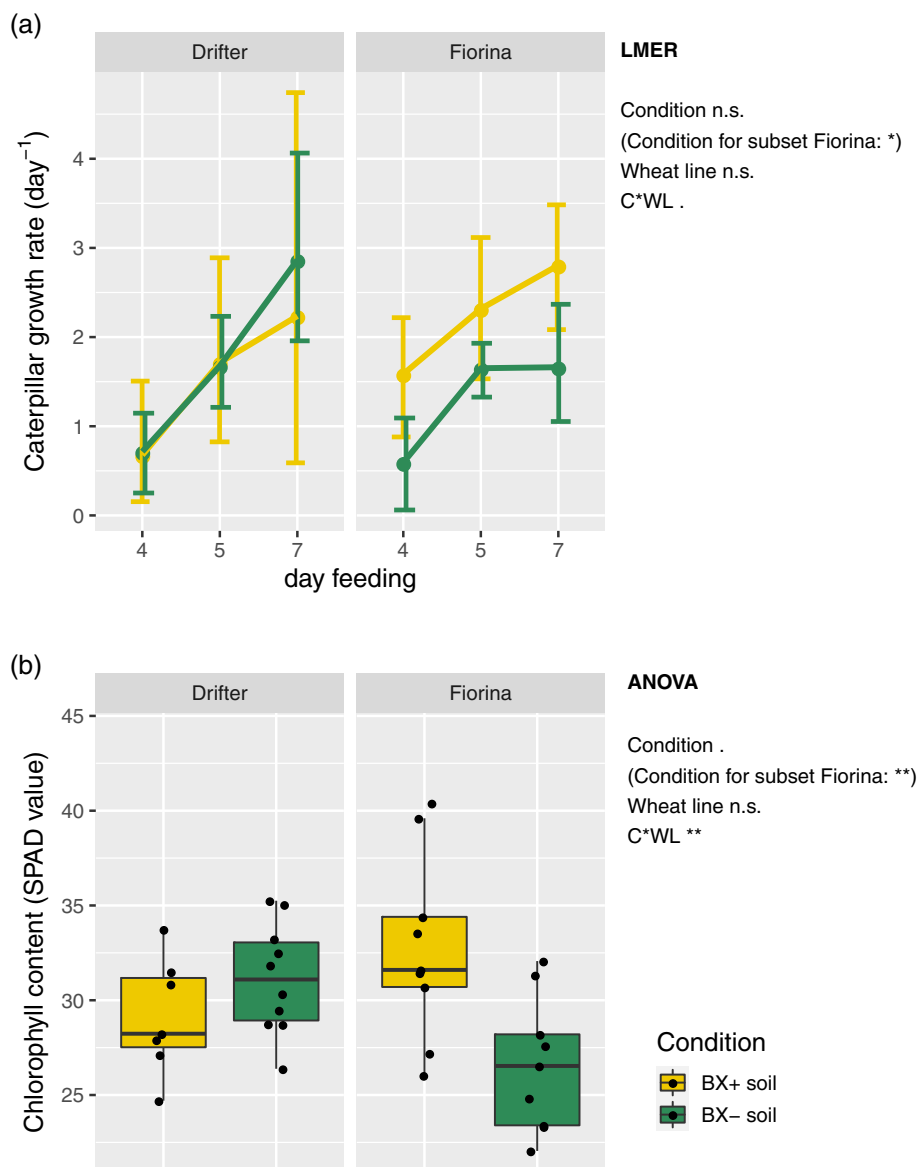 (a)
Drifter
Fiorina
LMER
Condition n.s.
(Condition for subset Fiorina: *)
Wheat line n.s.
C*WL .
Caterpillar growth rate (day⁻¹)
4
3
2
1
0
4 5 7
4 5 7
day feeding
(b)
Drifter
Fiorina
ANOVA
Condition .
(Condition for subset Fiorina: **)
Wheat line n.s.
C*WL **
Chlorophyll content (SPAD value)
45
40
35
30
25
Condition
BX+ soil
BX− soil